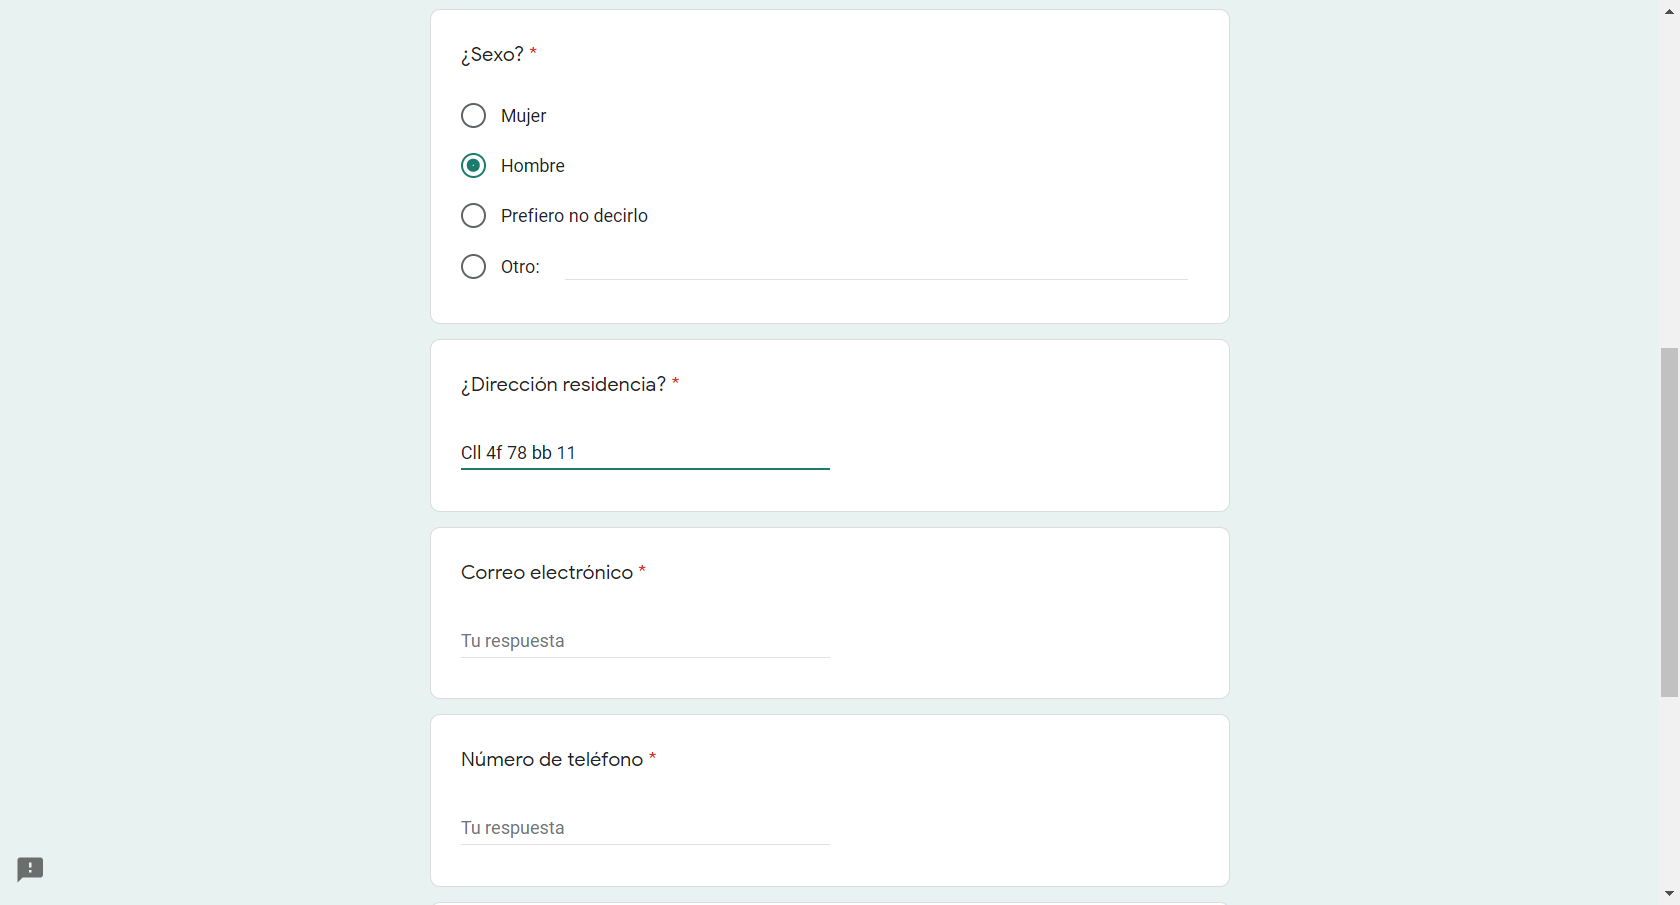 ¿Sexo? *
Mujer
Hombre
Prefiero no decirlo
Otro:
¿Dirección residencia? *
Cll 4f 78 bb 11
Correo electrónico *
Tu respuesta
Número de teléfono *
Tu respuesta